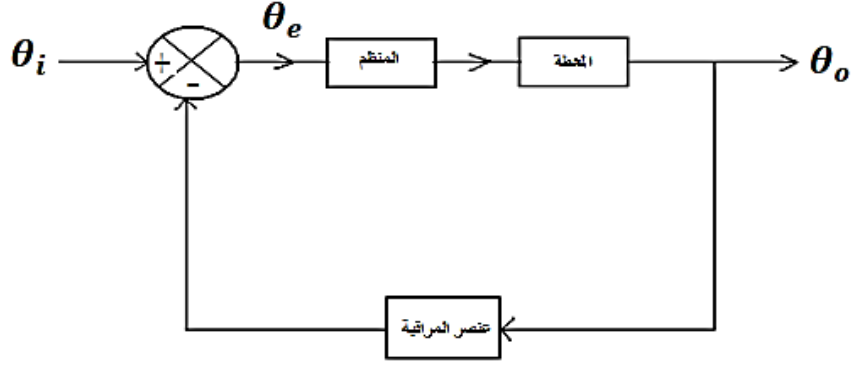 θe
θi
+
-
المنظم
المحطة
θo
عنصر المراقبة